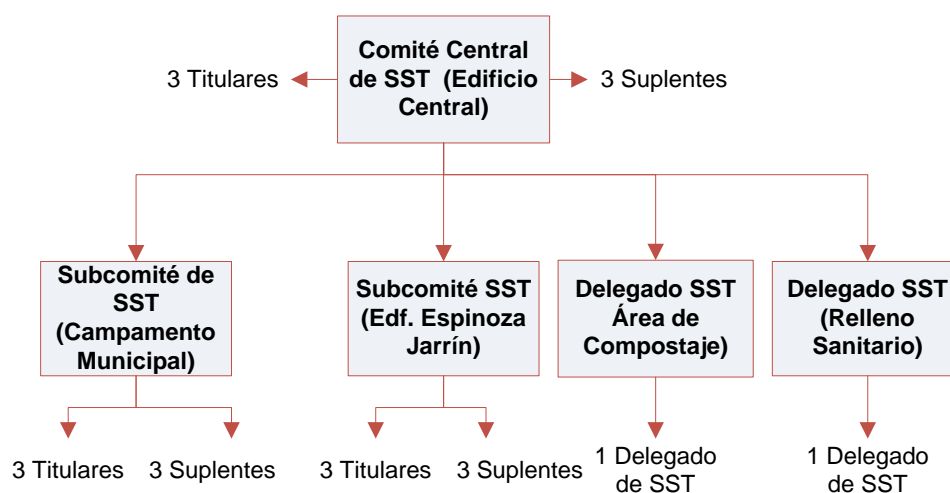 Comité Central
de SST (Edificio
Central)
3 Titulares
3 Suplentes
Subcomité de
SST
(Campamento
Municipal)
Subcomité SST
(Edf. Espinoza
Jarrín)
Delegado SST
Área de
Compostaje)
Delegado SST
(Relleno
Sanitario)
3 Titulares
3 Suplentes
3 Titulares
3 Suplentes
1 Delegado
de SST
1 Delegado
de SST